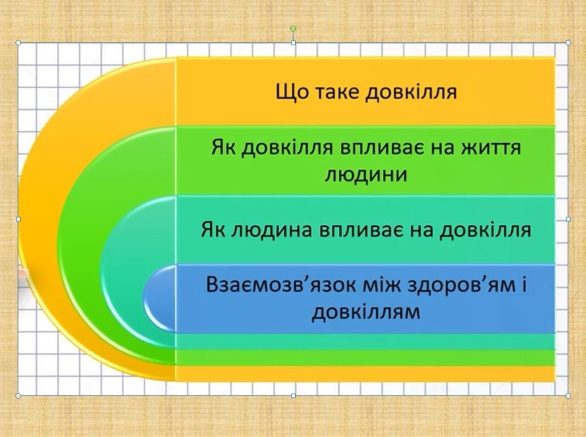 Що таке довкілля
Як довкілля впливає на життя
людини
Як людина впливає на довкілля
Взаємозв’язок між здоров’ям і
довкіллям